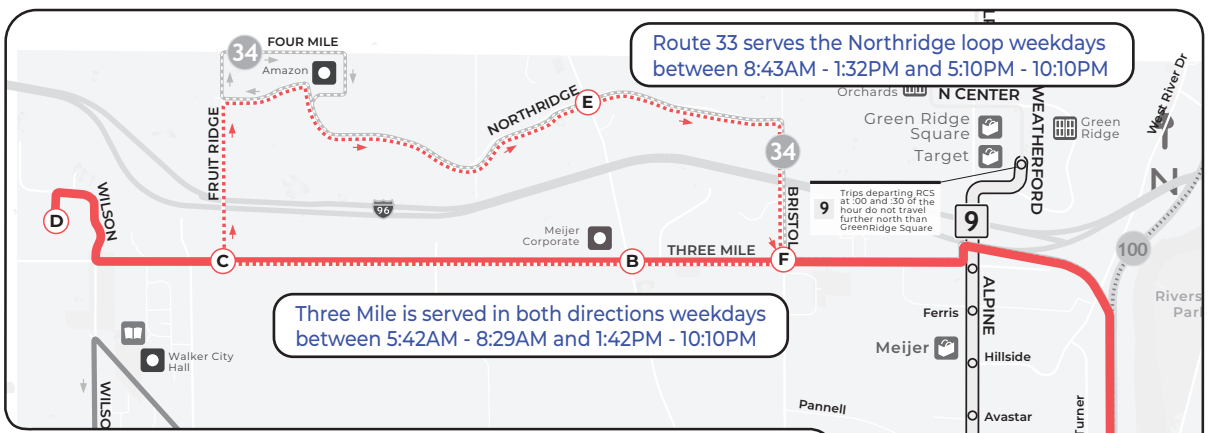 34
FOUR MILE
Amazon
Route 33 serves the Northridge loop weekdays
between 8:43AM - 1:32PM and 5:10PM - 10:10PM
Orchards
N CENTER
West River Dr
NORTHRIDGE
E
Green Ridge
Square
Target
WEATHERFORD
Green
Ridge
FRUIT RIDGE
34
N
D
WILSON
96
BRISTOL
9
Trips departing RCS
at :00 and :30 of the
hour do not travel
further north than
GreenRidge Square
9
Meijer
Corporate
C
B
THREE MILE
F
100
Three Mile is served in both directions weekdays
between 5:42AM - 8:29AM and 1:42PM - 10:10PM
ALPINE
Rivers
Par
Ferris
Meijer
Hillside
Walker City
Hall
WILSO
Pannell
Avastar
Turner